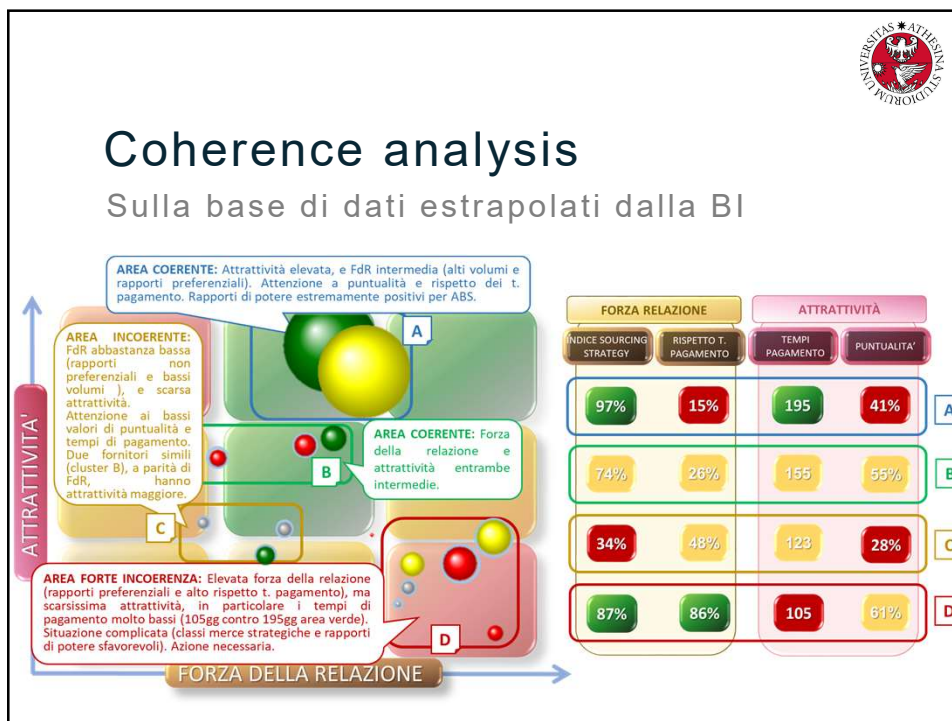 UNIVERSITAS ATHESINA STUDIORUM
Coherence analysis
Sulla base di dati estrapolati dalla BI
AREA COERENTE: Attrattività elevata, e FdR intermedia (alti volumi e
rapporti preferenziali). Attenzione a puntualità e rispetto dei t.
pagamento. Rapporti di potere estremamente positivi per ABS.
A
AREA INCOERENTE:
FdR abbastanza bassa
(rapporti non
preferenziali e bassi
volumi ), e scarsa
attrattività.
Attenzione ai bassi
valori di puntualità e
tempi di pagamento.
Due fornitori simili
(cluster B), a parità di
FdR, hanno
attrattività maggiore.
C
AREA COERENTE: Forza
della relazione e
attrattività entrambe
intermedie.
B
AREA FORTE INCOERENZA: Elevata forza della relazione
(rapporti preferenziali e alto rispetto t. pagamento), ma
scarsissima attrattività, in particolare i tempi di
pagamento molto bassi (105gg contro 195gg area verde).
Situazione complicata (classi merce strategiche e rapporti
di potere sfavorevoli). Azione necessaria.
D
ATTRATTIVITA'
FORZA DELLA RELAZIONE
FORZA RELAZIONE ATTRATTIVITÀ
INDICE SOURCING STRATEGY RISPETTO T. PAGAMENTO TEMPI PAGAMENTO PUNTUALITA'
97% 15% 195 41% A
74% 26% 155 55% B
34% 48% 123 28% C
87% 86% 105 61% D